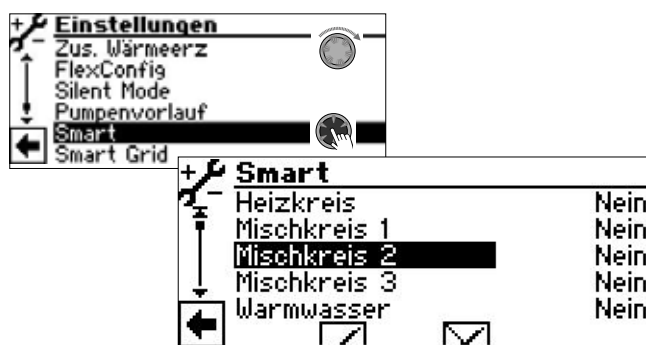 Einstellungen
Zus. Wärmeerz
FlexConfig
Silent Mode
Pumpenvorlauf
Smart
Smart Grid
Smart
Heizkreis Nein
Mischkreis 1 Nein
Mischkreis 2 Nein
Mischkreis 3 Nein
Warmwasser Nein